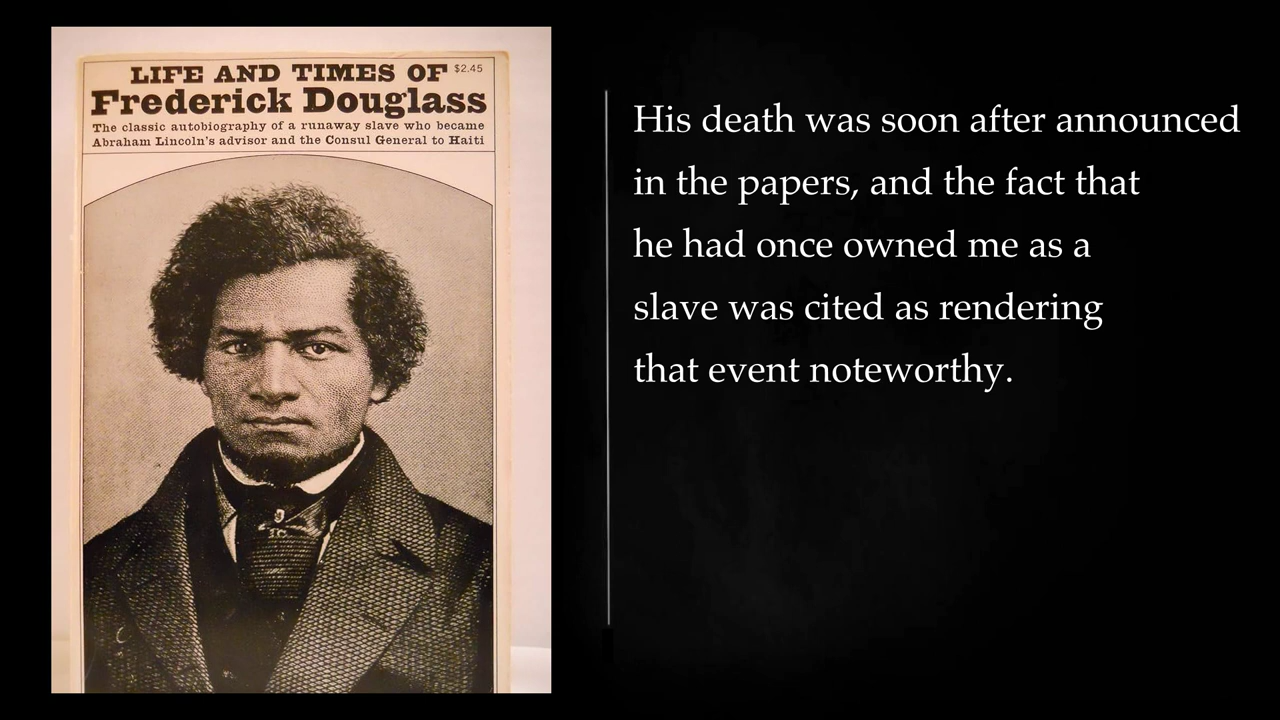 LIFE AND TIMES OF $2.45
Frederick Douglass
The classic autobiography of a runaway slave who became
Abraham Lincoln's advisor and the Consul General to Haiti
His death was soon after announced
in the papers, and the fact that
he had once owned me as a
slave was cited as rendering
that event noteworthy.